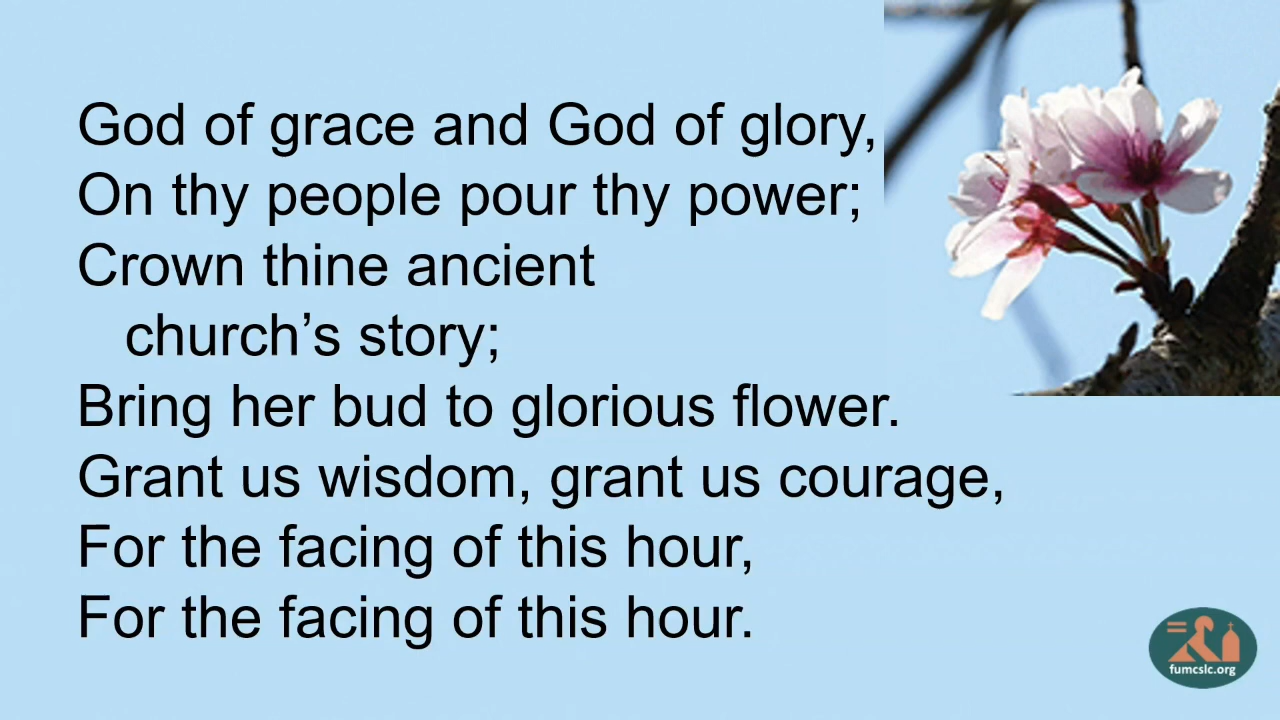 God of grace and God of glory,
On thy people pour thy power;
Crown thine ancient
church’s story;
Bring her bud to glorious flower.
Grant us wisdom, grant us courage,
For the facing of this hour,
For the facing of this hour.
fumcslc.org